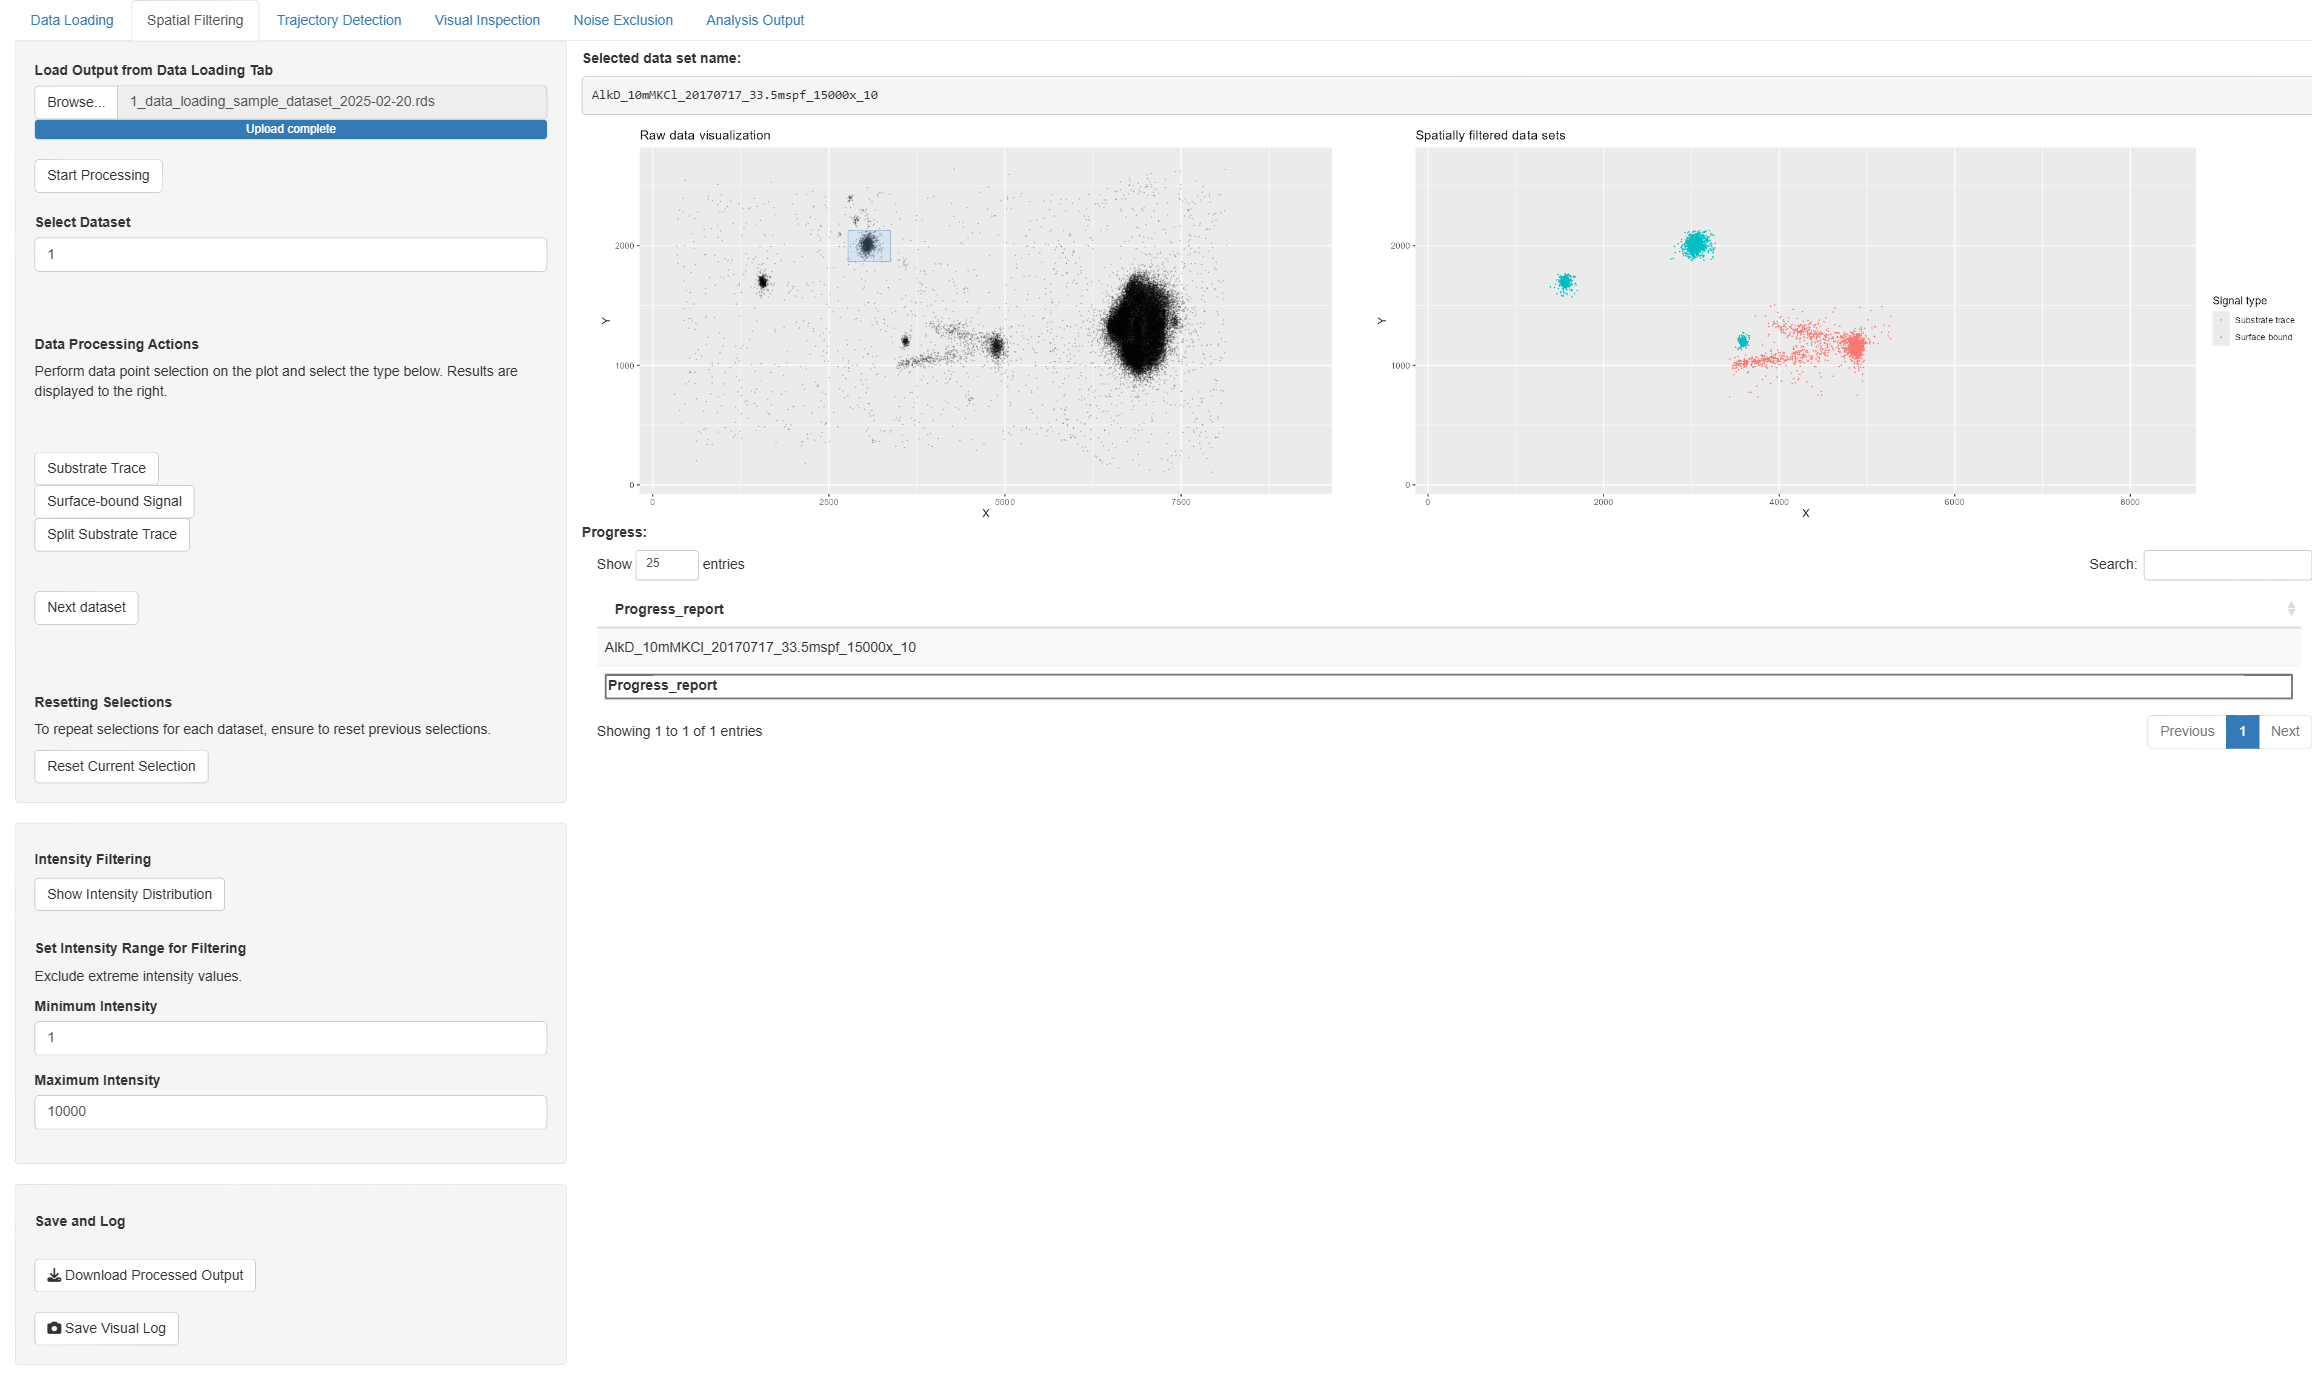 Data Loading
Spatial Filtering
Trajectory Detection
Visual Inspection
Noise Exclusion
Analysis Output
Load Output from Data Loading Tab
Browse...
1_data_loading_sample_dataset_2025-02-20.rds
Upload complete
Start Processing
Select Dataset
1
Data Processing Actions
Perform data point selection on the plot and select the type below. Results are
displayed to the right.
Substrate Trace
Surface-bound Signal
Split Substrate Trace
Next dataset
Resetting Selections
To repeat selections for each dataset, ensure to reset previous selections.
Reset Current Selection
Intensity Filtering
Show Intensity Distribution
Set Intensity Range for Filtering
Exclude extreme intensity values.
Minimum Intensity
1
Maximum Intensity
10000
Save and Log
Download Processed Output
Save Visual Log
Selected data set name:
AlkD_10mMKCl_20170717_33.5mspf_15000x_10
Raw data visualization
Y
2000
1000
0
0
2500
5000
7500
X
Spatially filtered data sets
Y
2000
1000
0
0
2000
4000
6000
8000
X
Signal type
Substrate trace
Surface bound
Progress:
Show 25 entries
Search:
Progress_report
AlkD_10mMKCl_20170717_33.5mspf_15000x_10
Progress_report
Showing 1 to 1 of 1 entries
Previous
1
Next